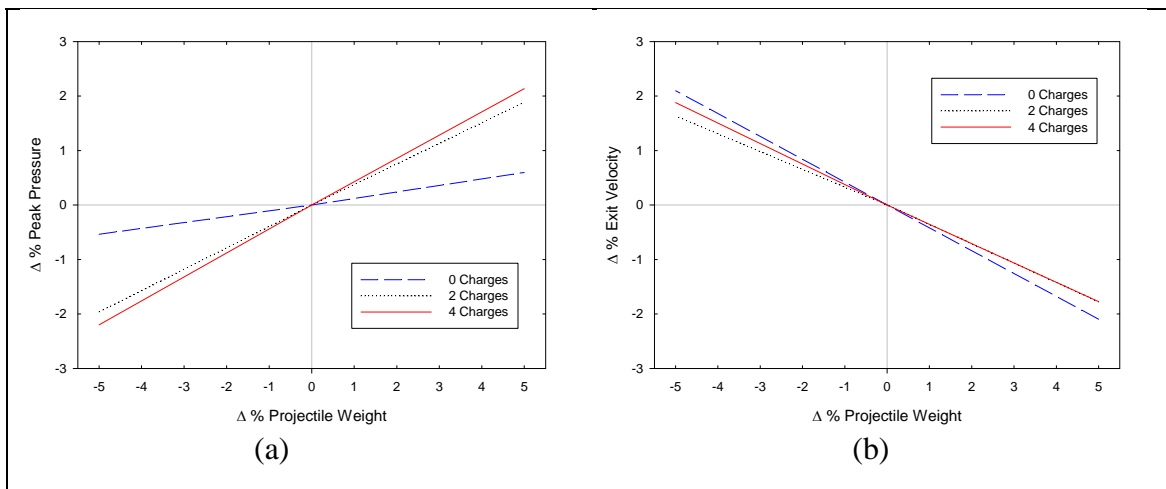 3
2
1
0
-1
-2
-3
Δ % Peak Pressure
0 Charges
2 Charges
4 Charges
-5 -4 -3 -2 -1 0 1 2 3 4 5
Δ % Projectile Weight
(a)
3
2
1
0
-1
-2
-3
Δ % Exit Velocity
0 Charges
2 Charges
4 Charges
-5 -4 -3 -2 -1 0 1 2 3 4 5
Δ % Projectile Weight
(b)